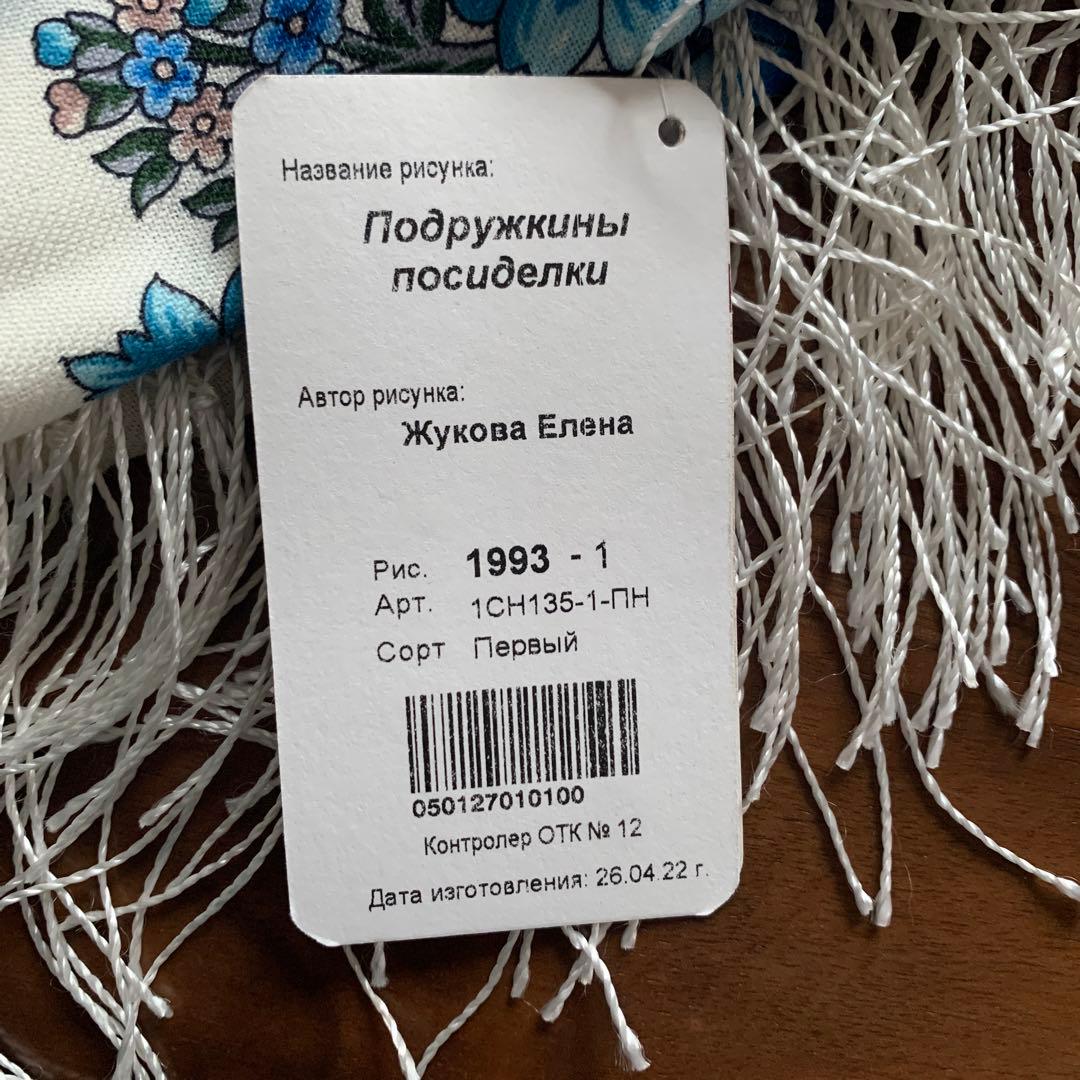 Название рисунка:
Подружкины
посиделки
Автор рисунка:
Жукова Елена
Рис. 1993 - 1
Арт. 1СН135-1-ПН
Сорт Первый
050127010100
Контролер ОТК № 12
Дата изготовления: 26.04.22 г.